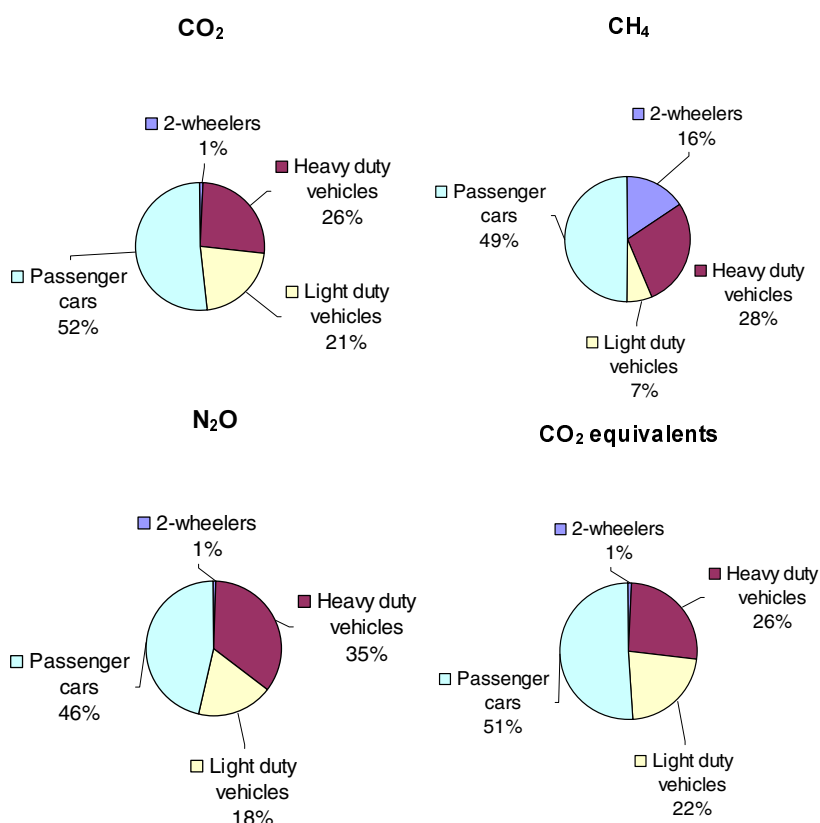 CO₂
2-wheelers
1%
Heavy duty
vehicles
26%
Light duty
vehicles
21%
Passenger
cars
52%
CH₄
2-wheelers
16%
Heavy duty
vehicles
28%
Light duty
vehicles
7%
Passenger
cars
49%
N₂O
2-wheelers
1%
Heavy duty
vehicles
35%
Light duty
vehicles
18%
Passenger
cars
46%
CO₂ equivalents
2-wheelers
1%
Heavy duty
vehicles
26%
Light duty
vehicles
22%
Passenger
cars
51%